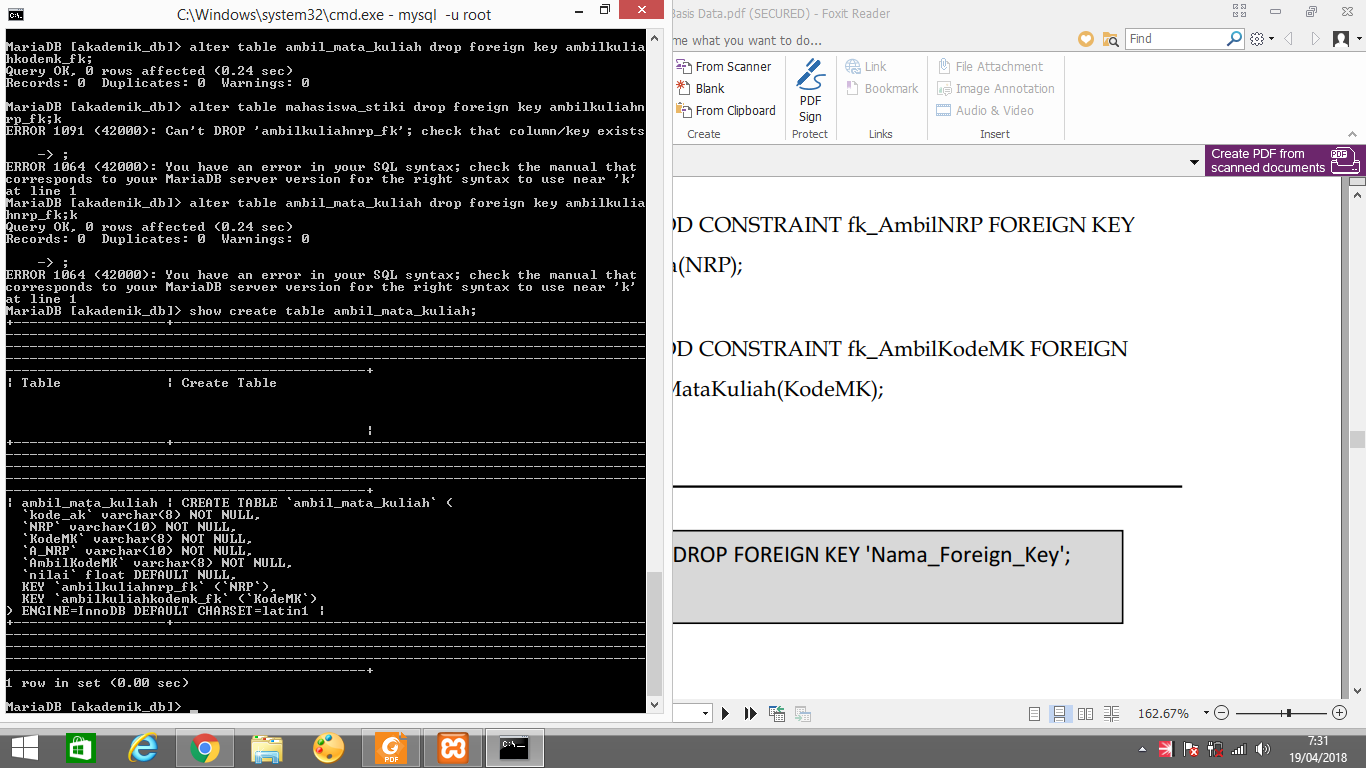 C:\Windows\system32\cmd.exe - mysql  -u root
MariaDB [akademik_db]> alter table ambil_mata_kuliah drop foreign key ambilkulia
hkodemk_fk;
Query OK, 0 rows affected (0.24 sec)
Records: 0  Duplicates: 0  Warnings: 0
MariaDB [akademik_db]> alter table mahasiswa_stiki drop foreign key ambilkuliahn
rp_fk;k
ERROR 1091 (42000): Can't DROP 'ambilkuliahnrp_fk'; check that column/key exists
-> ;
ERROR 1064 (42000): You have an error in your SQL syntax; check the manual that
corresponds to your MariaDB server version for the right syntax to use near 'k'
at line 1
MariaDB [akademik_db]> alter table ambil_mata_kuliah drop foreign key ambilkulia
hnrp_fk;k
Query OK, 0 rows affected (0.24 sec)
Records: 0  Duplicates: 0  Warnings: 0
-> ;
ERROR 1064 (42000): You have an error in your SQL syntax; check the manual that
corresponds to your MariaDB server version for the right syntax to use near 'k'
at line 1
MariaDB [akademik_db]> show create table ambil_mata_kuliah;
| Table | Create Table
|
| ambil_mata_kuliah | CREATE TABLE `ambil_mata_kuliah` (
`kode_ak` varchar(8) NOT NULL,
`NRP` varchar(10) NOT NULL,
`KodeMK` varchar(8) NOT NULL,
`A_NRP` varchar(10) NOT NULL,
`AmbilKodeMK` varchar(8) NOT NULL,
`nilai` float DEFAULT NULL,
KEY `ambilkuliahnrp_fk` (`NRP`),
KEY `ambilkuliahkodemk_fk` (`KodeMK`)
) ENGINE=InnoDB DEFAULT CHARSET=latin1 |
1 row in set (0.00 sec)
MariaDB [akademik_db]> _
Basis Data.pdf (SECURED) - Foxit Reader
me what you want to do...
Find
From Scanner
Blank
From Clipboard
Create
PDF
Sign
Protect
Link
Bookmark
Links
File Attachment
Image Annotation
Audio & Video
Insert
Create PDF from
scanned documents
PDF
DD CONSTRAINT fk_AmbilNRP FOREIGN KEY
(NRP);
DD CONSTRAINT fk_AmbilKodeMK FOREIGN
MataKuliah(KodeMK);
DROP FOREIGN KEY 'Nama_Foreign_Key';
162.67%
PDF
7:31
19/04/2018